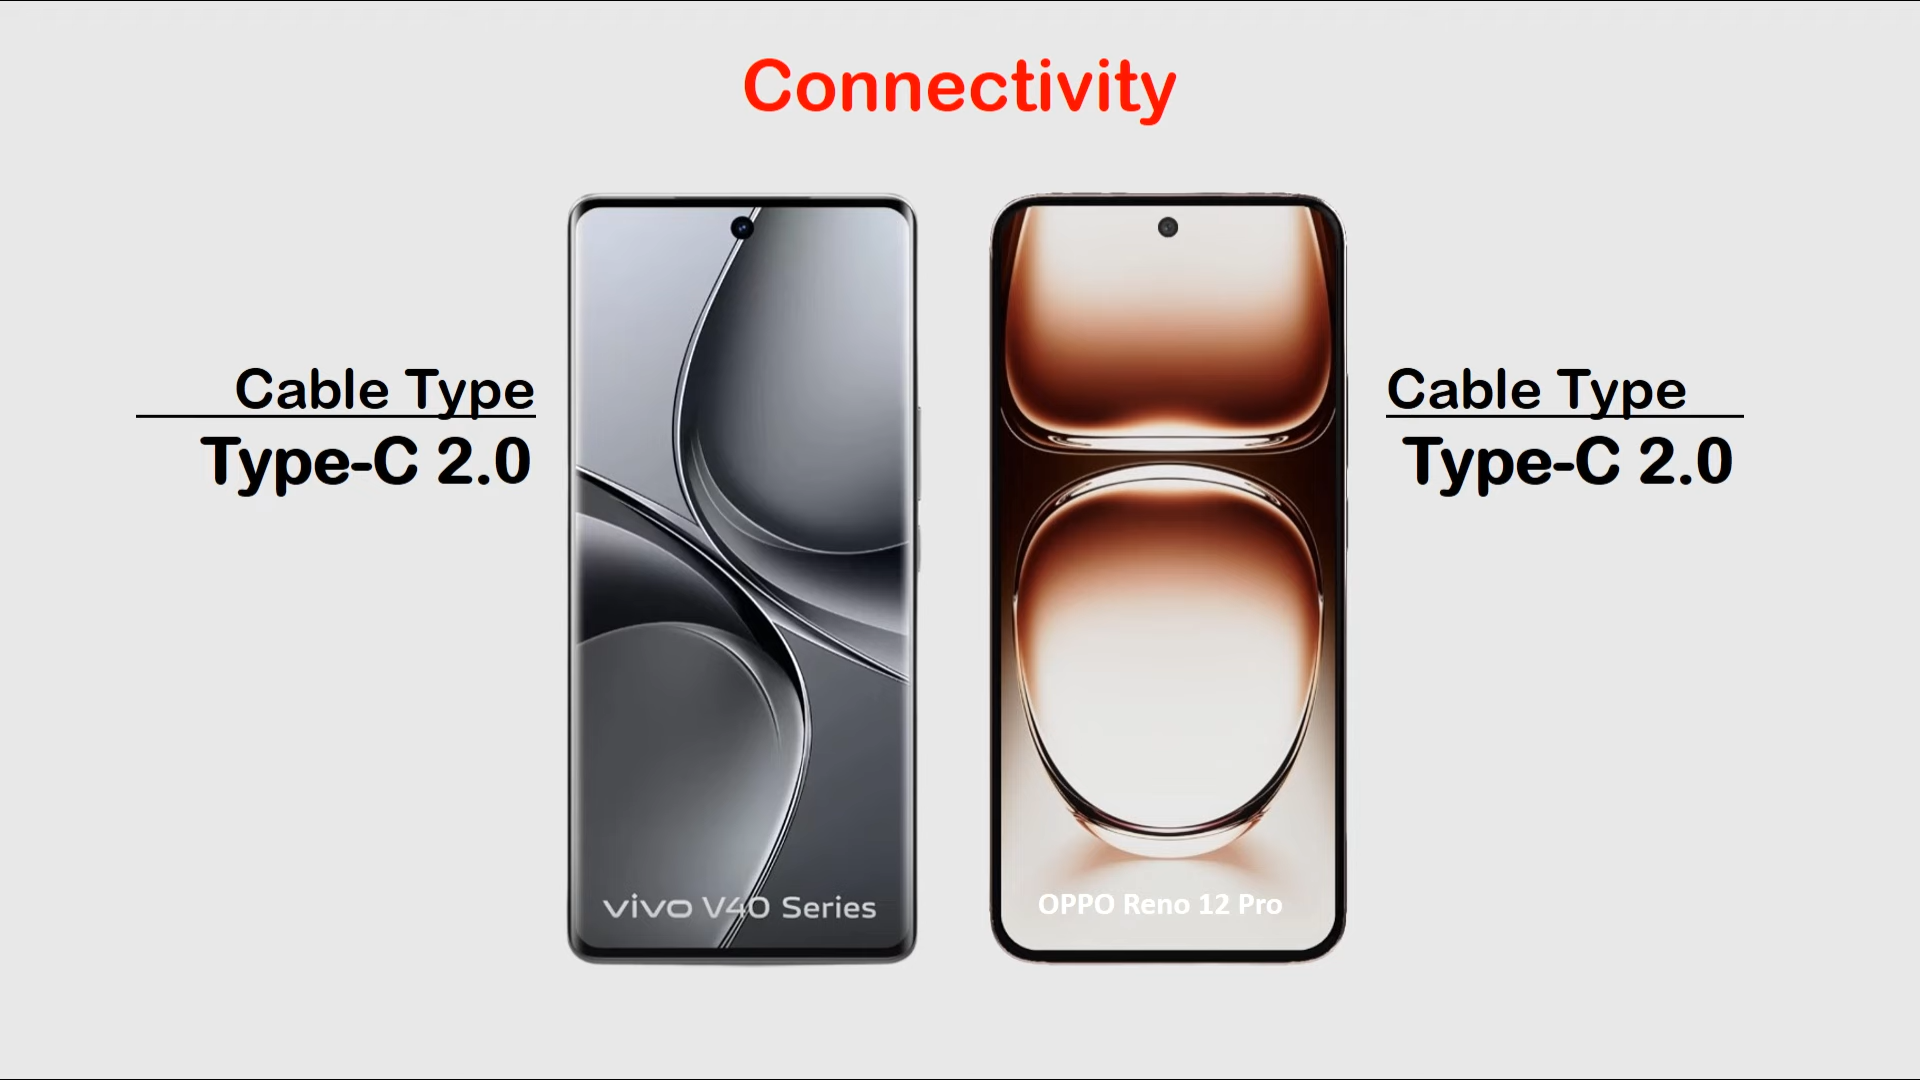 Connectivity
Cable Type
Type-C 2.0
Cable Type
Type-C 2.0
vivo V40 Series
OPPO Reno 12 Pro